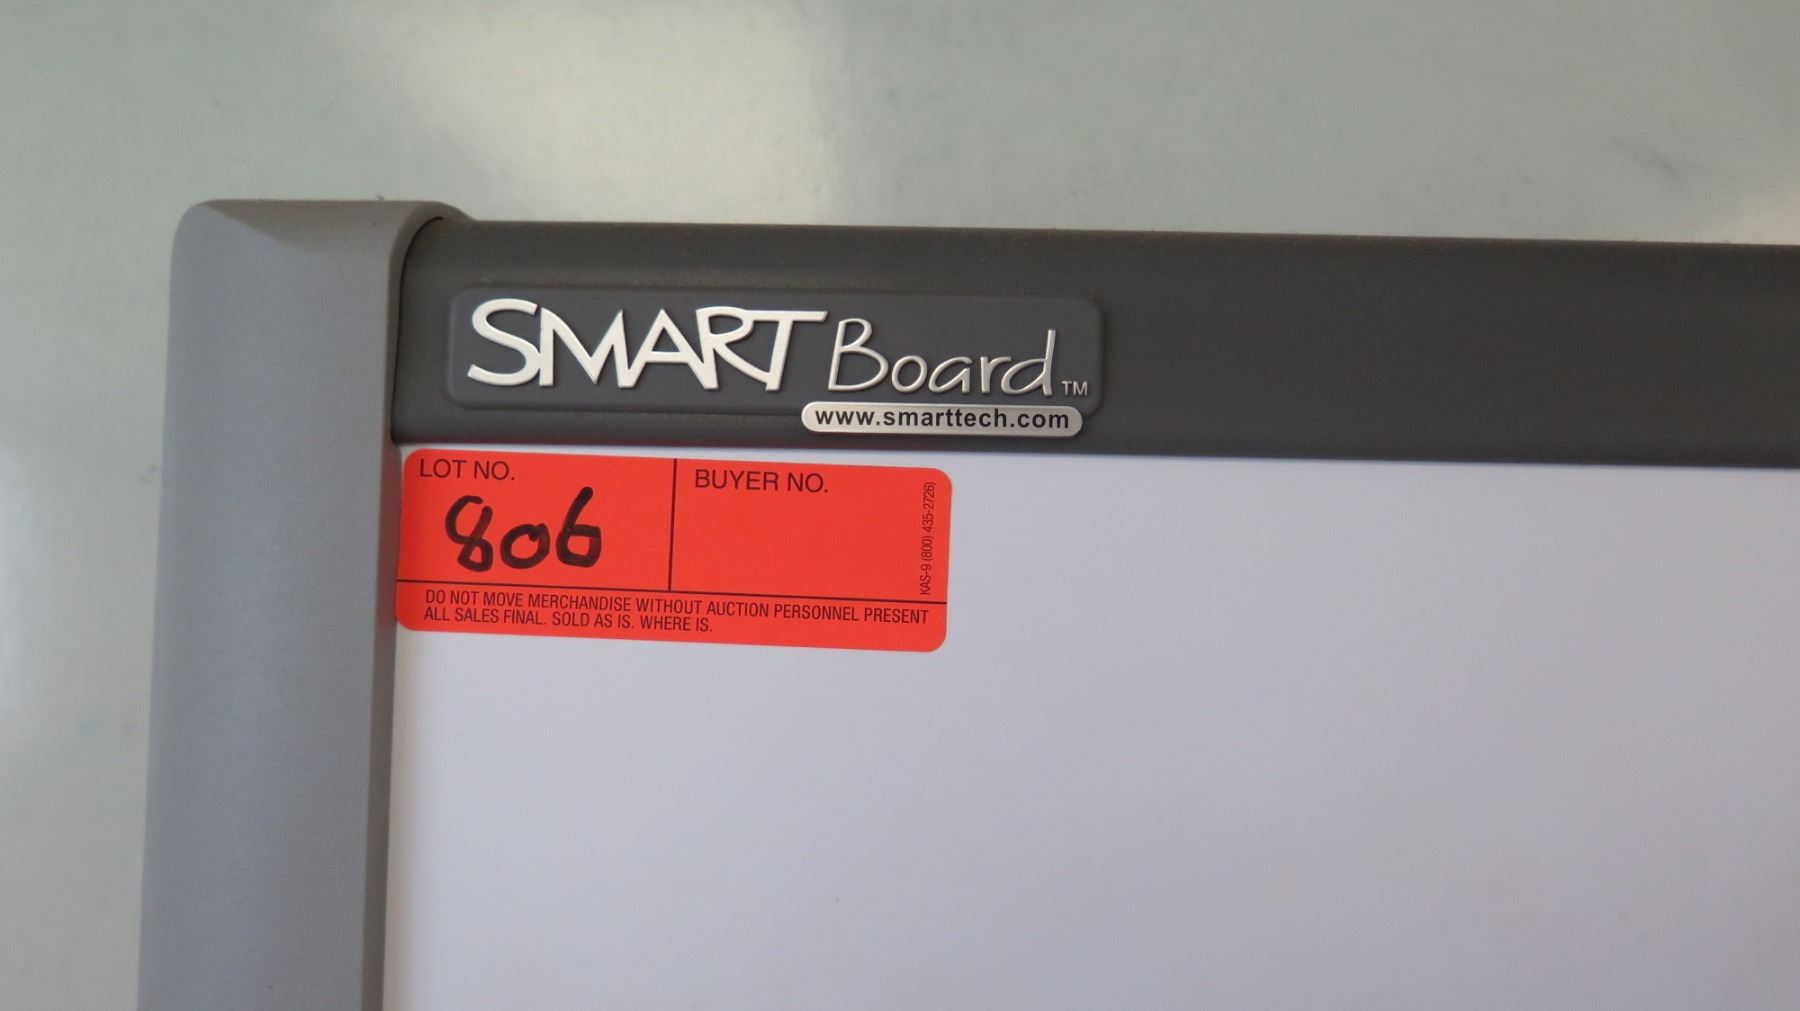 SMART Board™
www.smarttech.com
LOT NO.
806
BUYER NO.
KAS-9 (800) 435-2726)
DO NOT MOVE MERCHANDISE WITHOUT AUCTION PERSONNEL PRESENT
ALL SALES FINAL. SOLD AS IS. WHERE IS.